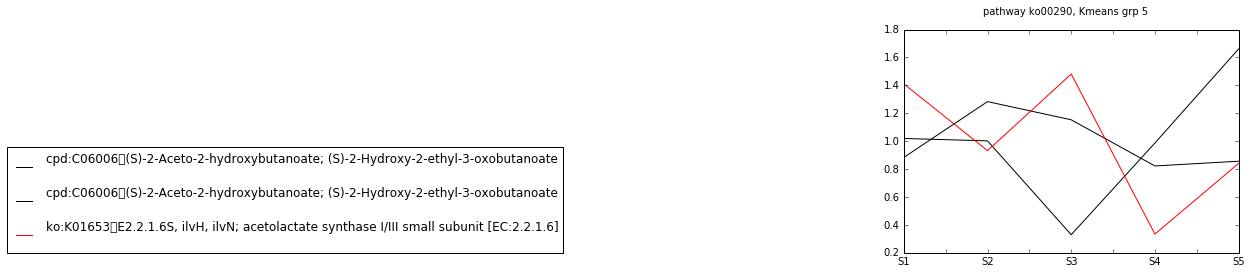 pathway ko00290, Kmeans grp 5
1.8
1.6
1.4
1.2
1.0
0.8
0.6
0.4
0.2
S1 S2 S3 S4 S5
cpd:C06006▯(S)-2-Aceto-2-hydroxybutanoate; (S)-2-Hydroxy-2-ethyl-3-oxobutanoate
cpd:C06006▯(S)-2-Aceto-2-hydroxybutanoate; (S)-2-Hydroxy-2-ethyl-3-oxobutanoate
ko:K01653▯E2.2.1.6S, ilvH, ilvN; acetolactate synthase I/III small subunit [EC:2.2.1.6]